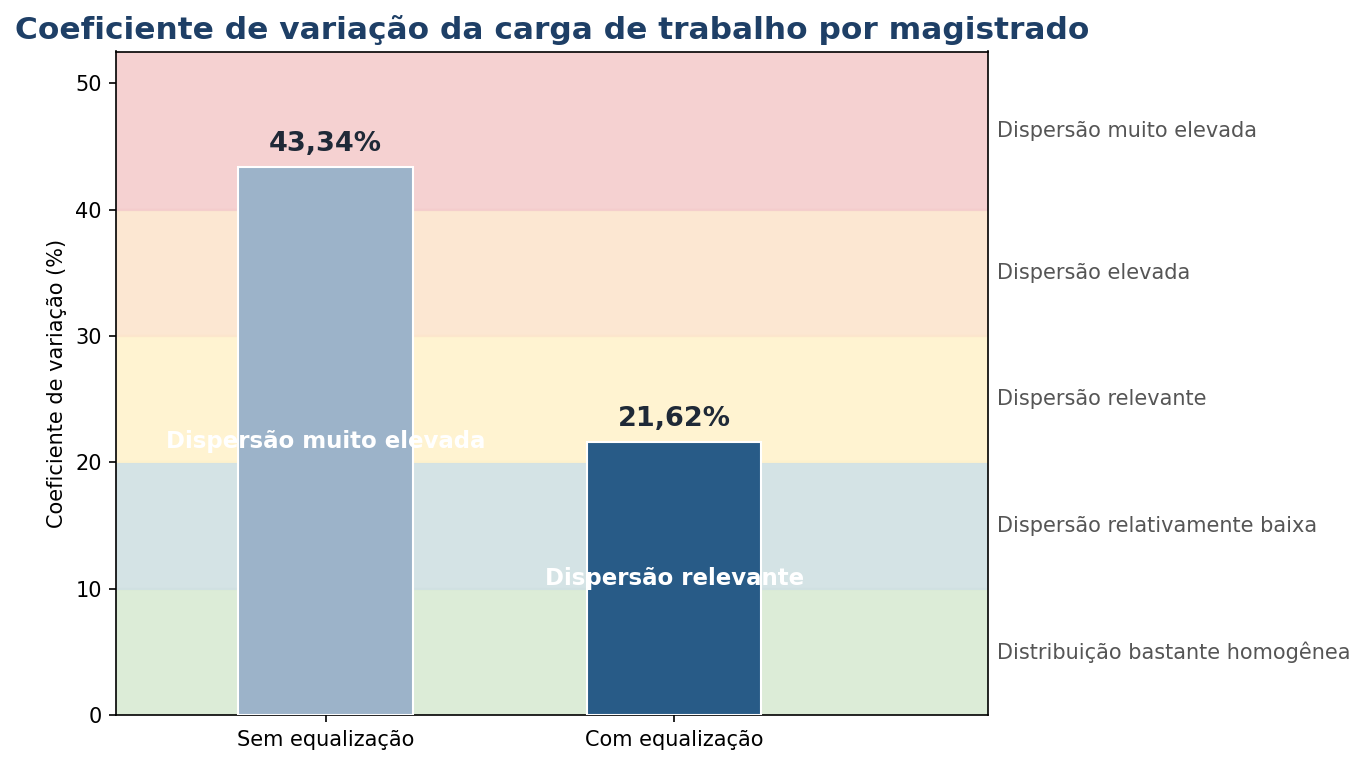 Coeficiente de variação da carga de trabalho por magistrado
50
40
30
20
10
0
Coeficiente de variação (%)
43,34%
Dispersão muito elevada
21,62%
Dispersão relevante
Sem equalização
Com equalização
Dispersão muito elevada
Dispersão elevada
Dispersão relevante
Dispersão relativamente baixa
Distribuição bastante homogênea